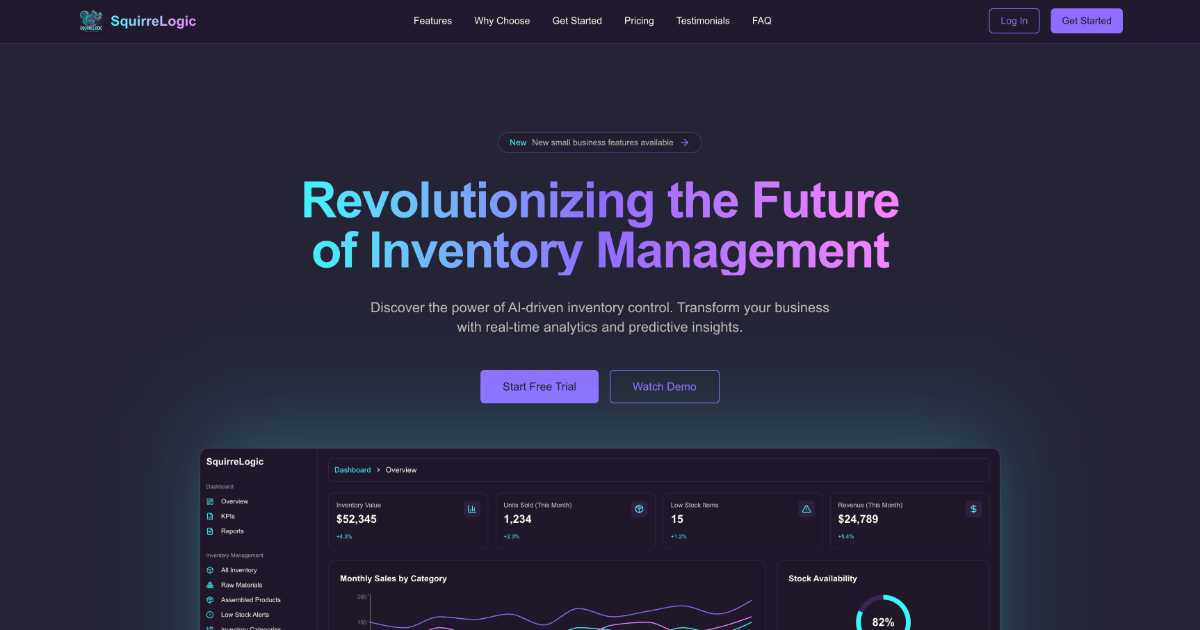 SquirreLogic
Features
Why Choose
Get Started
Pricing
Testimonials
FAQ
Log In
Get Started
New New small business features available
Revolutionizing the Future
of Inventory Management
Discover the power of AI-driven inventory control. Transform your business
with real-time analytics and predictive insights.
Start Free Trial
Watch Demo
SquirreLogic
Dashboard
Overview
KPIs
Reports
Inventory Management
All Inventory
Raw Materials
Assembled Products
Low Stock Alerts
Inventory Categories
Dashboard > Overview
Inventory Value
$52,345
+4.3%
Units Sold (This Month)
1,234
+2.3%
Low Stock Items
15
+1.2%
Revenue (This Month)
$24,789
+5.4%
Monthly Sales by Category
200
150
Stock Availability
82%